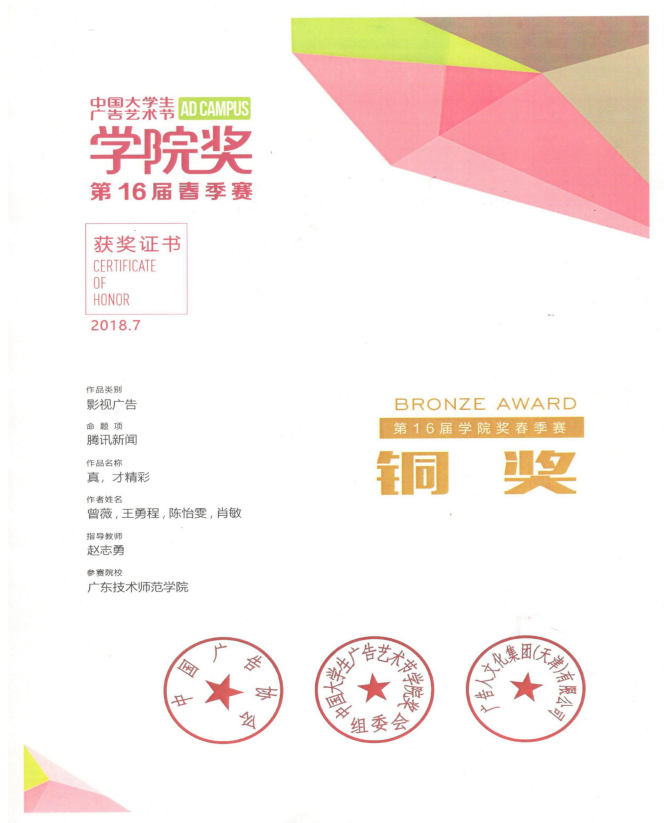 中国大学生
广告艺术节 AD CAMPUS
学院奖
第16届春季赛
获奖证书
CERTIFICATE
OF
HONOR
2018.7
作品类别
影视广告
命题项
腾讯新闻
作品名称
真，才精彩
作者姓名
曾薇，王勇程，陈怡雯，肖敏
指导教师
赵志勇
参赛院校
广东技术师范学院
BRONZE AWARD
第16届学院奖春季赛
铜奖
中国广告协会
中国大学生广告艺术节学院奖
组委会
广告人文化集团(天津)有限公司